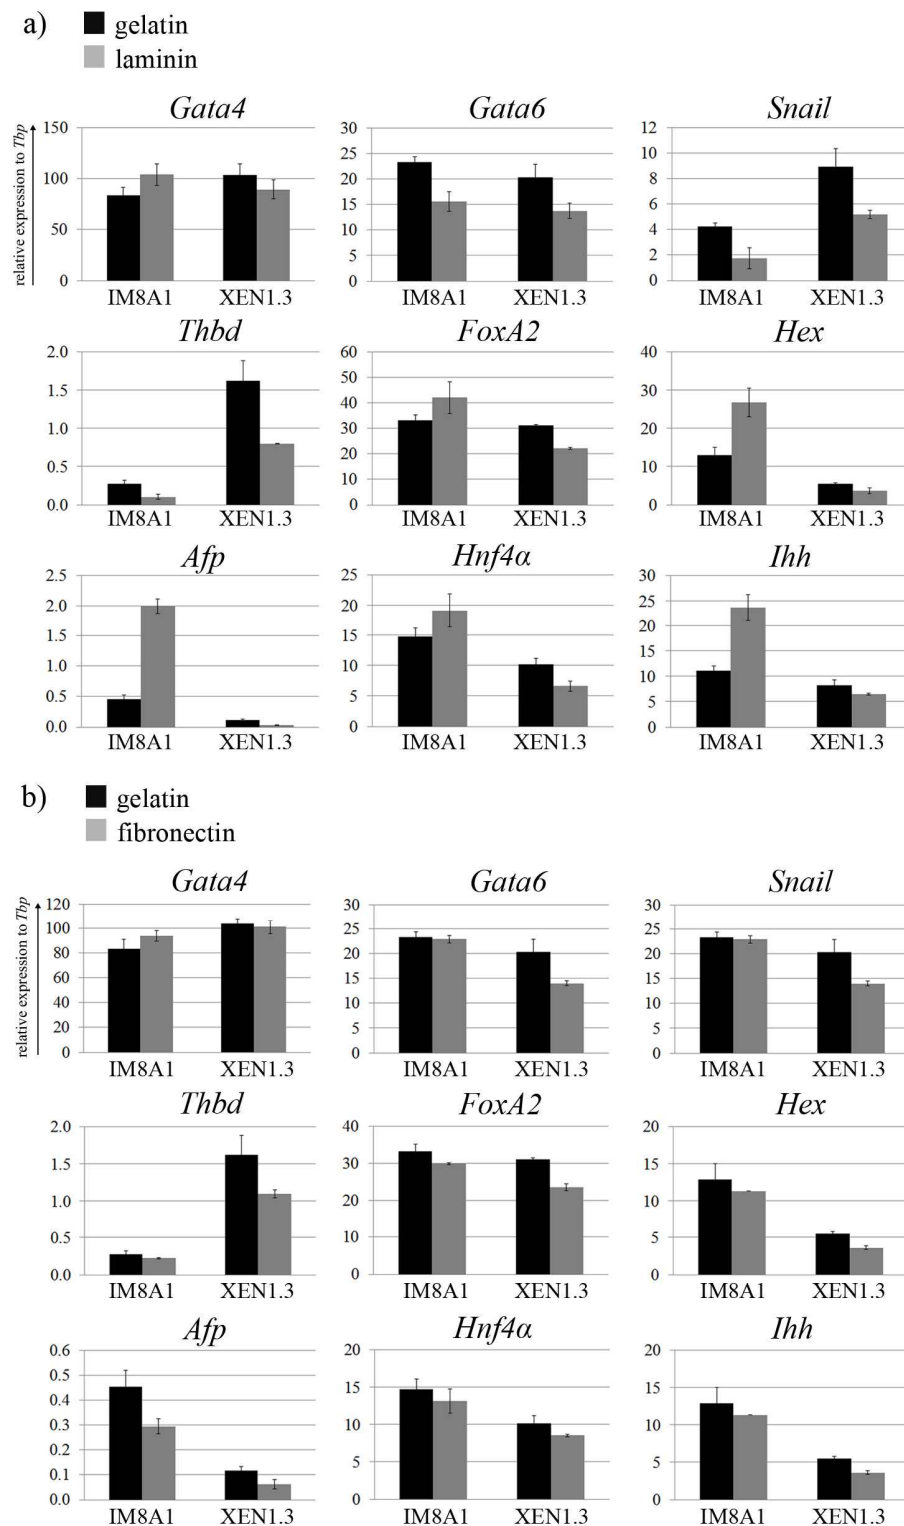 a)
gelatin
laminin
Gata4 Gata6 Snail
relative expression to Tbp
150 30 12
100 25 10
50 20 8
0 15 6
10 4
5 2
0 0
IM8A1 XEN1.3 IM8A1 XEN1.3 IM8A1 XEN1.3
Thbd FoxA2 Hex
2.0 60 40
1.5 50 30
1.0 40 20
0.5 30 10
0.0 20 0
10
0
IM8A1 XEN1.3 IM8A1 XEN1.3 IM8A1 XEN1.3
Afp Hnf4α Ihh
2.5 25 30
2.0 20 25
1.5 15 20
1.0 10 15
0.5 5 10
0.0 0 5
0
IM8A1 XEN1.3 IM8A1 XEN1.3 IM8A1 XEN1.3
b)
gelatin
fibronectin
Gata4 Gata6 Snail
relative expression to Tbp
120 30 30
100 25 25
80 20 20
60 15 15
40 10 10
20 5 5
0 0 0
IM8A1 XEN1.3 IM8A1 XEN1.3 IM8A1 XEN1.3
Thbd FoxA2 Hex
2.0 40 20
1.5 30 15
1.0 20 10
0.5 10 5
0.0 0 0
IM8A1 XEN1.3 IM8A1 XEN1.3 IM8A1 XEN1.3
Afp Hnf4α Ihh
0.6 20 20
0.5 15 15
0.4 10 10
0.3 5 5
0.2 0 0
0.1
0.0
IM8A1 XEN1.3 IM8A1 XEN1.3 IM8A1 XEN1.3